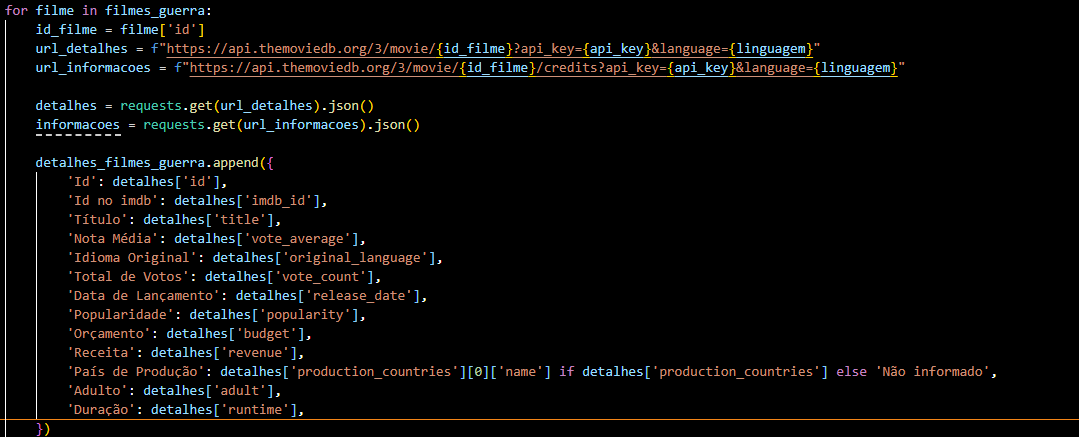 for filme in filmes_guerra:
    id_filme = filme['id']
    url_detalhes = f"https://api.themoviedb.org/3/movie/{id_filme}?api_key={api_key}&language={linguagem}"
    url_informacoes = f"https://api.themoviedb.org/3/movie/{id_filme}/credits?api_key={api_key}&language={linguagem}"
    detalhes = requests.get(url_detalhes).json()
    informacoes = requests.get(url_informacoes).json()
    detalhes_filmes_guerra.append({
        'Id': detalhes['id'],
        'Id no imdb': detalhes['imdb_id'],
        'Título': detalhes['title'],
        'Nota Média': detalhes['vote_average'],
        'Idioma Original': detalhes['original_language'],
        'Total de Votos': detalhes['vote_count'],
        'Data de Lançamento': detalhes['release_date'],
        'Popularidade': detalhes['popularity'],
        'Orçamento': detalhes['budget'],
        'Receita': detalhes['revenue'],
        'País de Produção': detalhes['production_countries'][0]['name'] if detalhes['production_countries'] else 'Não informado',
        'Adulto': detalhes['adult'],
        'Duração': detalhes['runtime'],
    })